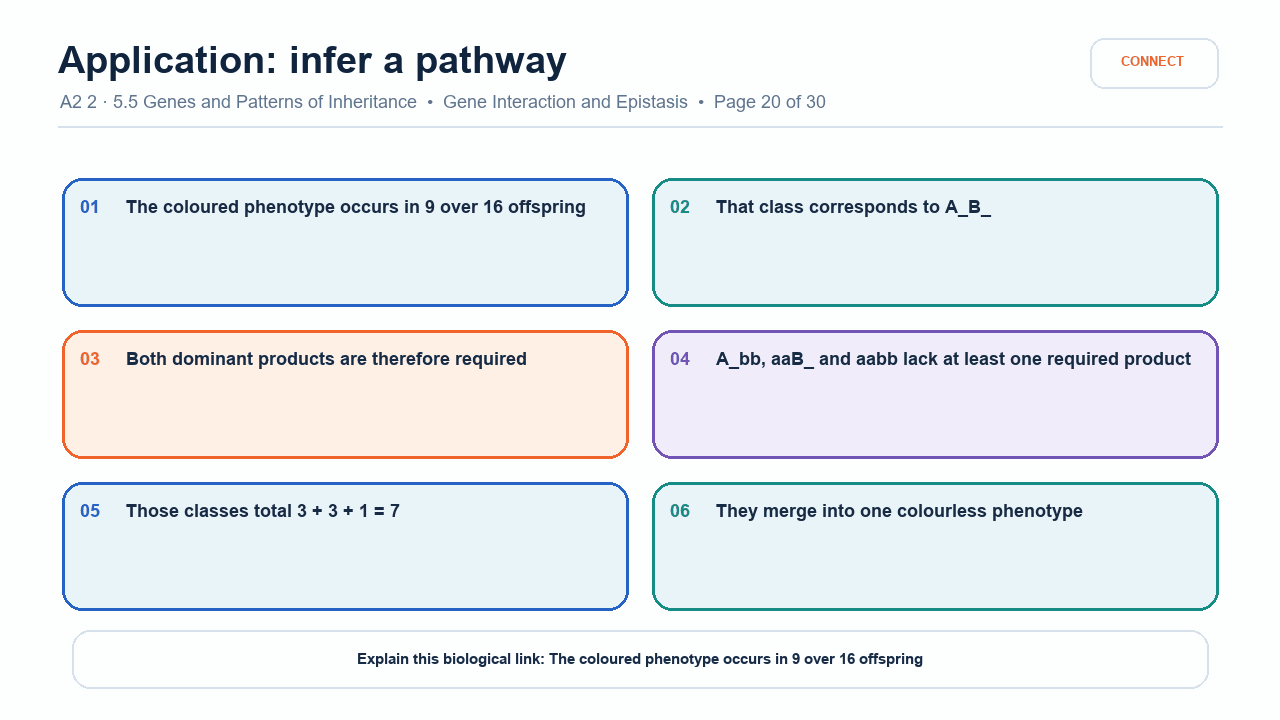 Application: infer a pathway
CONNECT
A2 2 · 5.5 Genes and Patterns of Inheritance • Gene Interaction and Epistasis • Page 20 of 30
01 The coloured phenotype occurs in 9 over 16 offspring
02 That class corresponds to A_B_
03 Both dominant products are therefore required
04 A_bb, aaB_ and aabb lack at least one required product
05 Those classes total 3 + 3 + 1 = 7
06 They merge into one colourless phenotype
Explain this biological link: The coloured phenotype occurs in 9 over 16 offspring